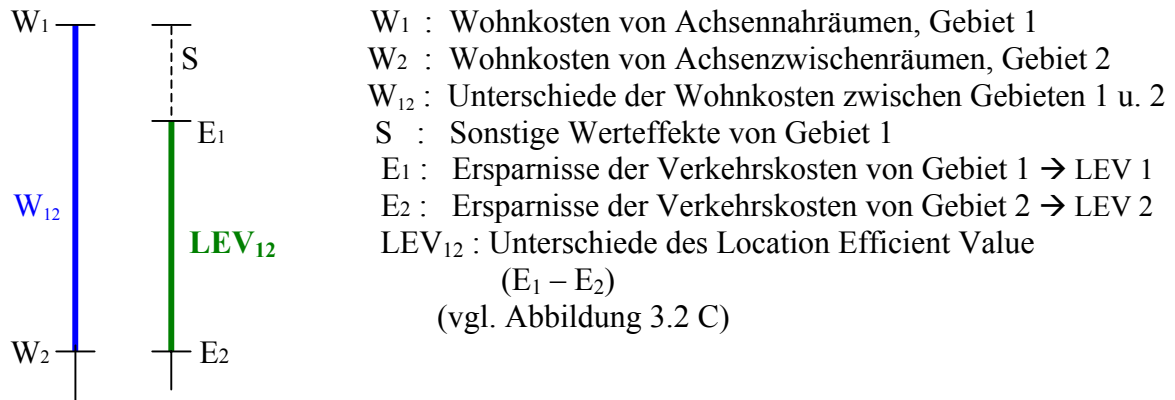 W₁
S
E₁
W₁₂
LEV₁₂
W₂
E₂
W₁ : Wohnkosten von Achsennahräumen, Gebiet 1
W₂ : Wohnkosten von Achsenzwischenräumen, Gebiet 2
W₁₂ : Unterschiede der Wohnkosten zwischen Gebieten 1 u. 2
S : Sonstige Werteffekte von Gebiet 1
E₁ : Ersparnisse der Verkehrskosten von Gebiet 1 → LEV 1
E₂ : Ersparnisse der Verkehrskosten von Gebiet 2 → LEV 2
LEV₁₂ : Unterschiede des Location Efficient Value
(E₁ – E₂)
(vgl. Abbildung 3.2 C)